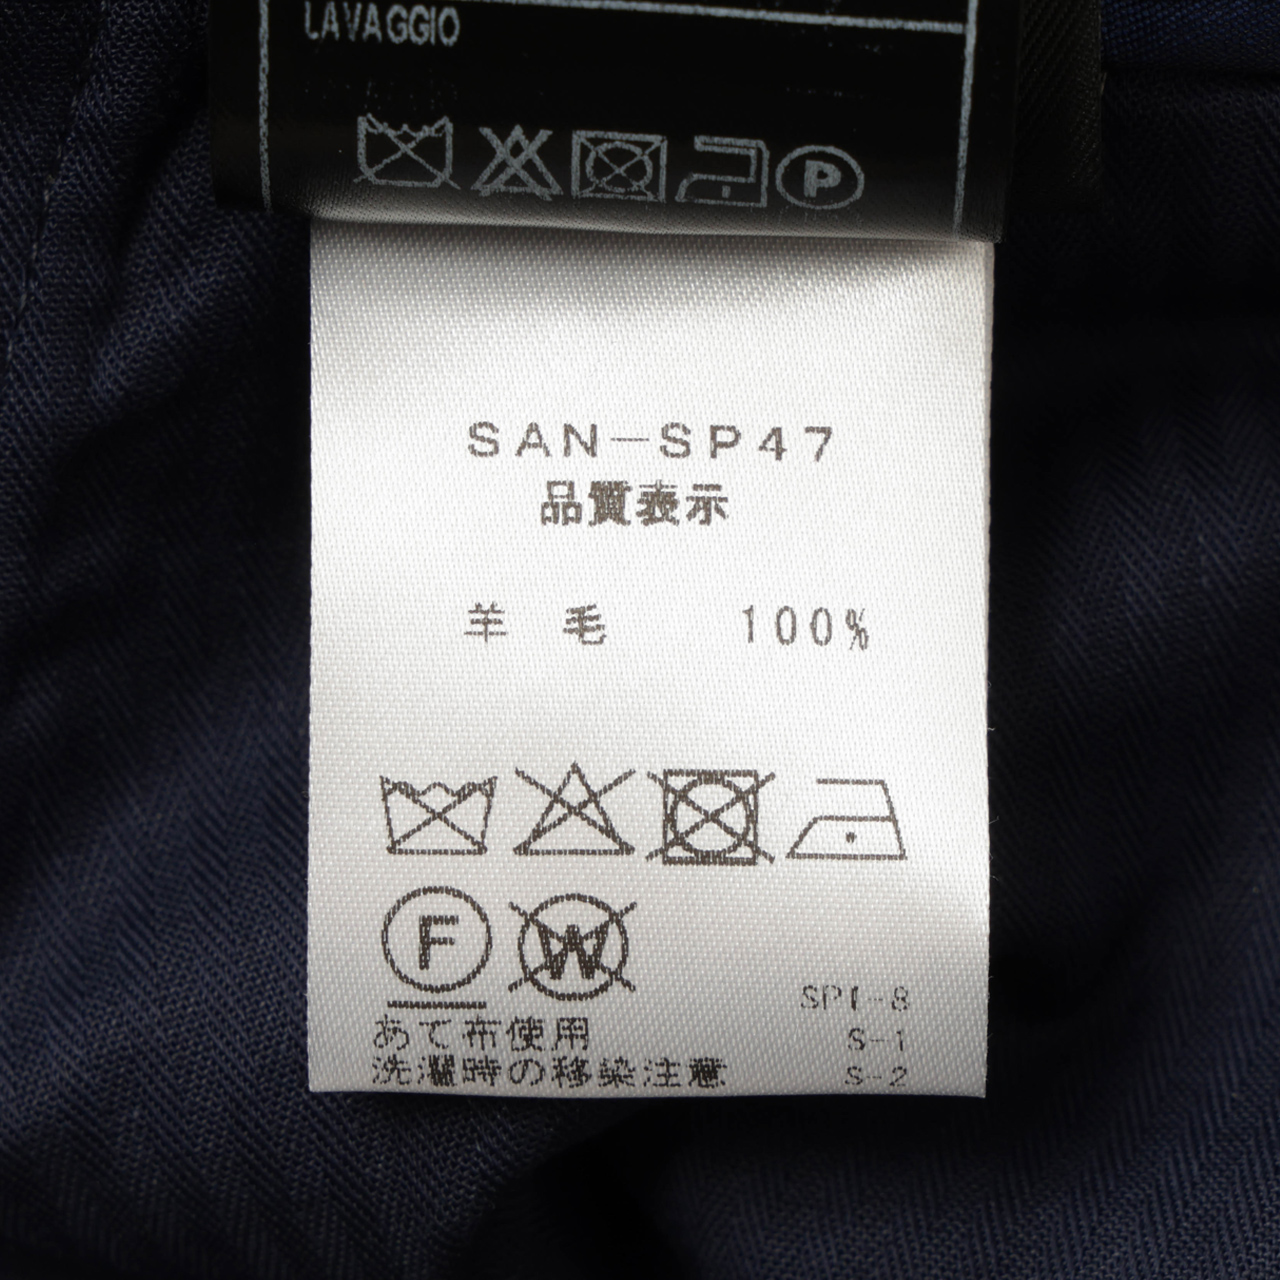 LAVAGGIO
P
SAN-SP47
品質表示
羊毛 100%
F W
SP1-8
あて布使用 S-1
洗濯時の移染注意 S-2